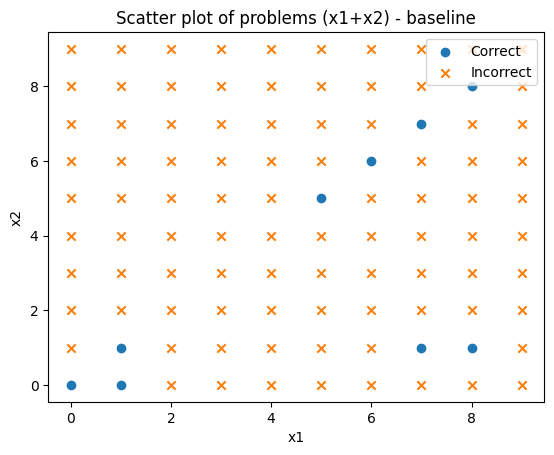 Scatter plot of problems (x1+x2) - baseline
Correct
Incorrect
8
6
4
2
0
x2
0 2 4 6 8
x1